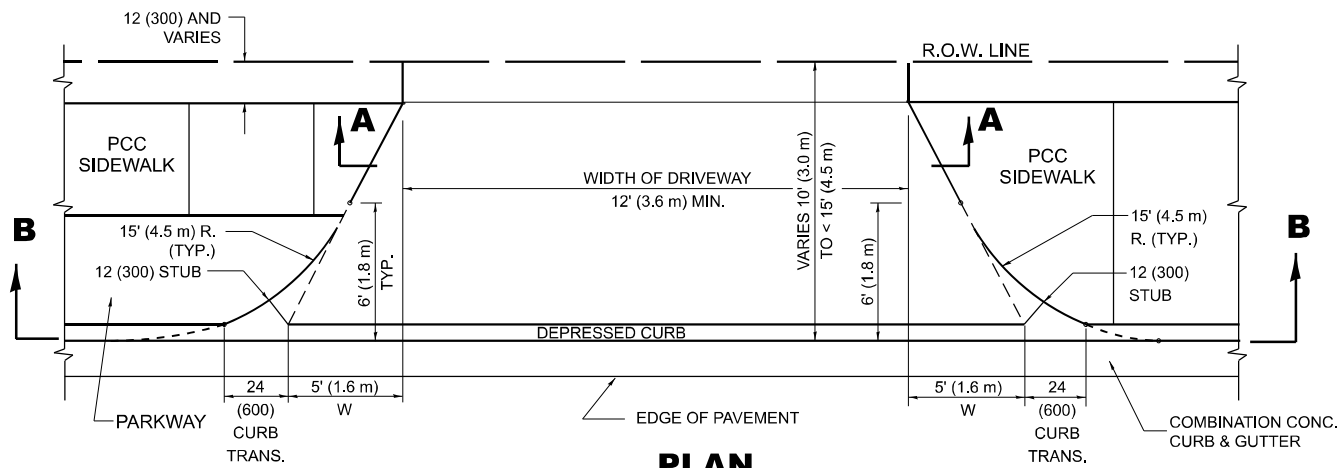 12 (300) AND
VARIES
R.O.W. LINE
A
A
PCC
SIDEWALK
PCC
SIDEWALK
WIDTH OF DRIVEWAY
12' (3.6 m) MIN.
VARIES 10' (3.0 m)
TO < 15' (4.5 m)
B
B
15' (4.5 m) R.
(TYP.)
12 (300) STUB
6' (1.8 m)
TYP.
6' (1.8 m)
15' (4.5 m)
R. (TYP.)
12 (300)
STUB
DEPRESSED CURB
24
(600)
CURB
TRANS.
5' (1.6 m)
W
5' (1.6 m)
W
24
(600)
CURB
TRANS.
PARKWAY
EDGE OF PAVEMENT
COMBINATION CONC.
CURB & GUTTER
PLAN